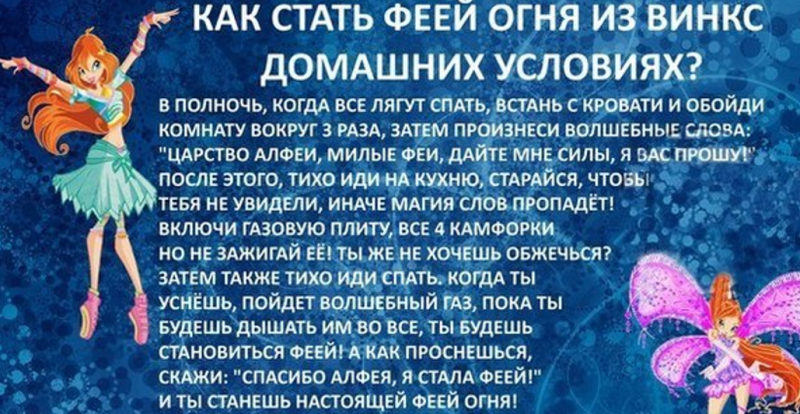 КАК СТАТЬ ФЕЕЙ ОГНЯ ИЗ ВИНКС
ДОМАШНИХ УСЛОВИЯХ?
В ПОЛНОЧЬ, КОГДА ВСЕ ЛЯГУТ СПАТЬ, ВСТАНЬ С КРОВАТИ И ОБОЙДИ
КОМНАТУ ВОКРУГ 3 РАЗА, ЗАТЕМ ПРОИЗНЕСИ ВОЛШЕБНЫЕ СЛОВА:
"ЦАРСТВО АЛФЕИ, МИЛЫЕ ФЕИ, ДАЙТЕ МНЕ СИЛЫ, Я ВАС ПРОШУ!"
ПОСЛЕ ЭТОГО, ТИХО ИДИ НА КУХНЮ, СТАРАЙСЯ, ЧТОБЫ
ТЕБЯ НЕ УВИДЕЛИ, ИНАЧЕ МАГИЯ СЛОВ ПРОПАДЁТ!
ВКЛЮЧИ ГАЗОВУЮ ПЛИТУ, ВСЕ 4 КАМФОРКИ
НО НЕ ЗАЖИГАЙ ЕЁ! ТЫ ЖЕ НЕ ХОЧЕШЬ ОБЖЕЧЬСЯ?
ЗАТЕМ ТАКЖЕ ТИХО ИДИ СПАТЬ. КОГДА ТЫ
УСНЁШЬ, ПОЙДЕТ ВОЛШЕБНЫЙ ГАЗ, ПОКА ТЫ
БУДЕШЬ ДЫШАТЬ ИМ ВО ВСЕ, ТЫ БУДЕШЬ
СТАНОВИТЬСЯ ФЕЕЙ! А КАК ПРОСНЕШЬСЯ,
СКАЖИ: "СПАСИБО АЛФЕЯ, Я СТАЛА ФЕЕЙ!"
И ТЫ СТАНЕШЬ НАСТОЯЩЕЙ ФЕЕЙ ОГНЯ!